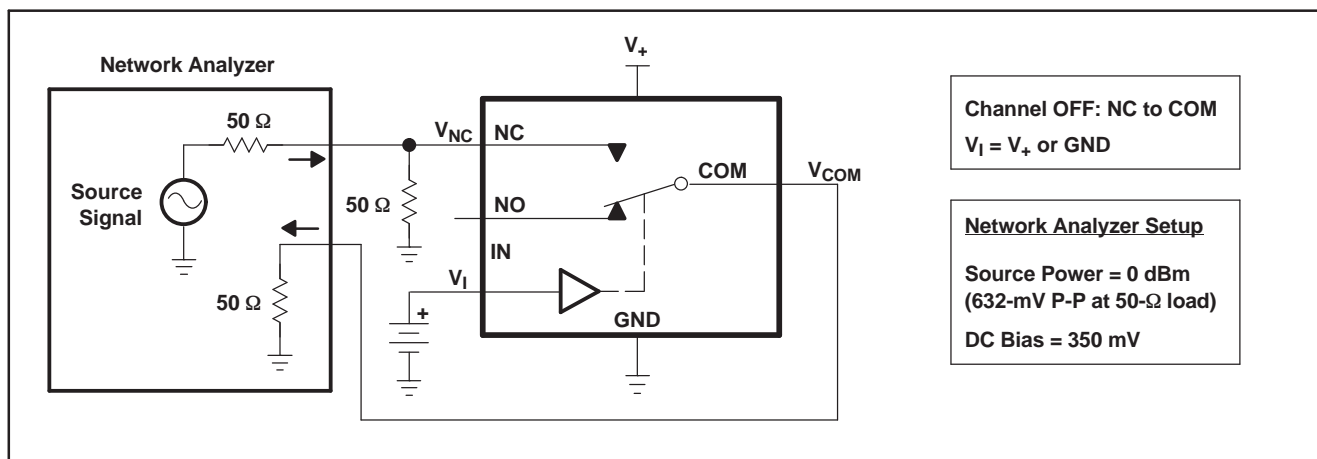 Network Analyzer
50 Ω
Source
Signal
50 Ω
50 Ω
V+
VNC
NC
NO
IN
VI
+
GND
COM
VCOM
Channel OFF: NC to COM
VI = V+ or GND
Network Analyzer Setup
Source Power = 0 dBm
(632-mV P-P at 50-Ω load)
DC Bias = 350 mV